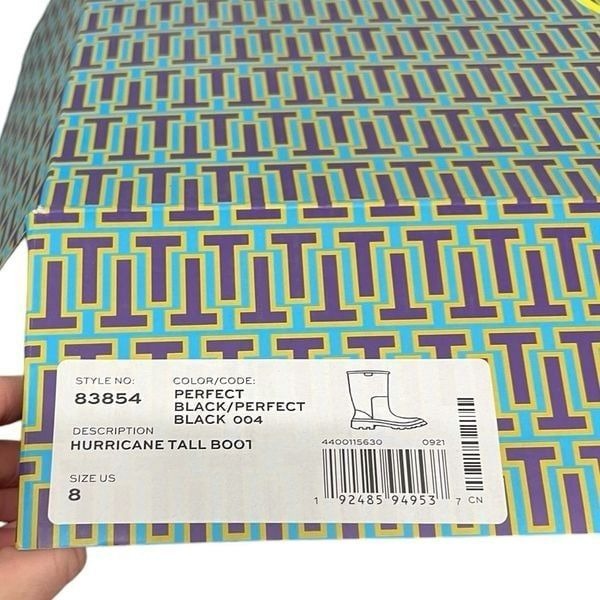 STYLE NO: COLOR/CODE:
83854 PERFECT
BLACK/PERFECT
BLACK 004
DESCRIPTION
HURRICANE TALL BOOT
4400115630 0921
SIZE US
8
1 92485 94953 7 CN